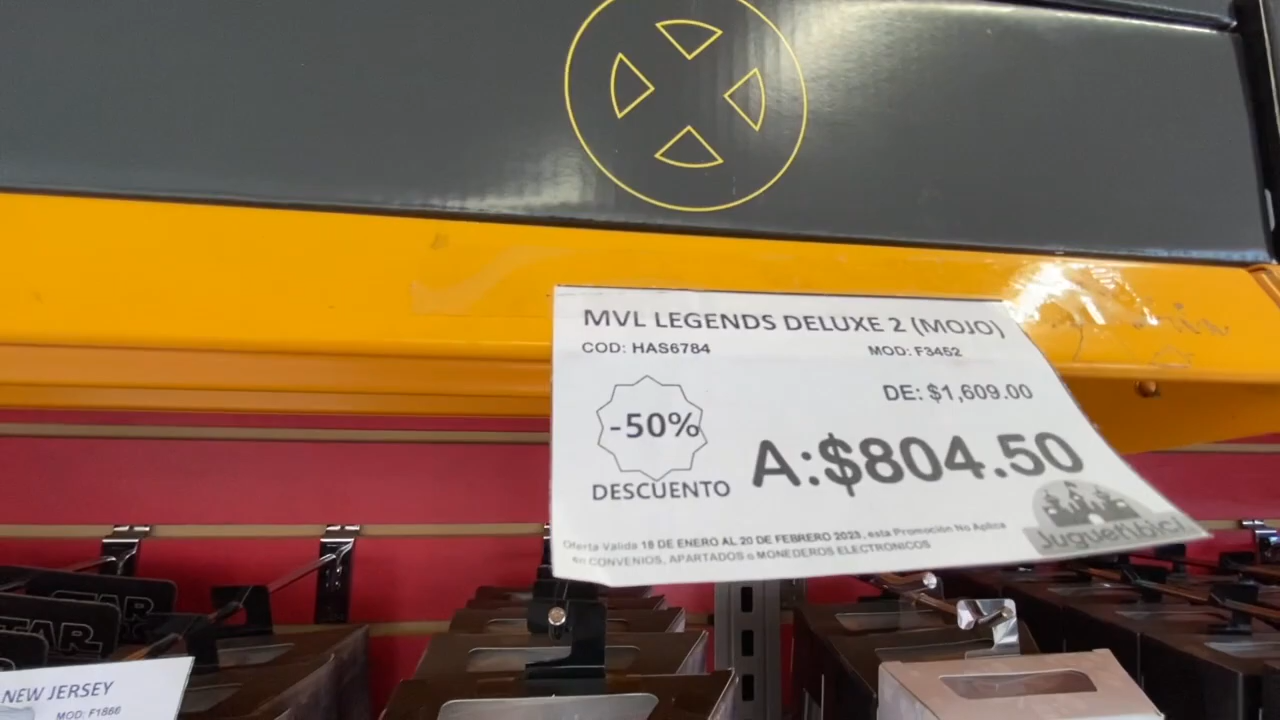 MVL LEGENDS DELUXE 2 (MOJO)
COD: HAS6784 MOD: F3452
DE: $1,609.00
-50%
DESCUENTO
A:$804.50
Oferta Valida 18 DE ENERO AL 20 DE FEBRERO 2023, esta Promoción No Aplica
en CONVENIOS, APARTADOS o MONEDEROS ELECTRONICOS
Juguetibici
STAR
STAR
NEW JERSEY
MOD: F1866